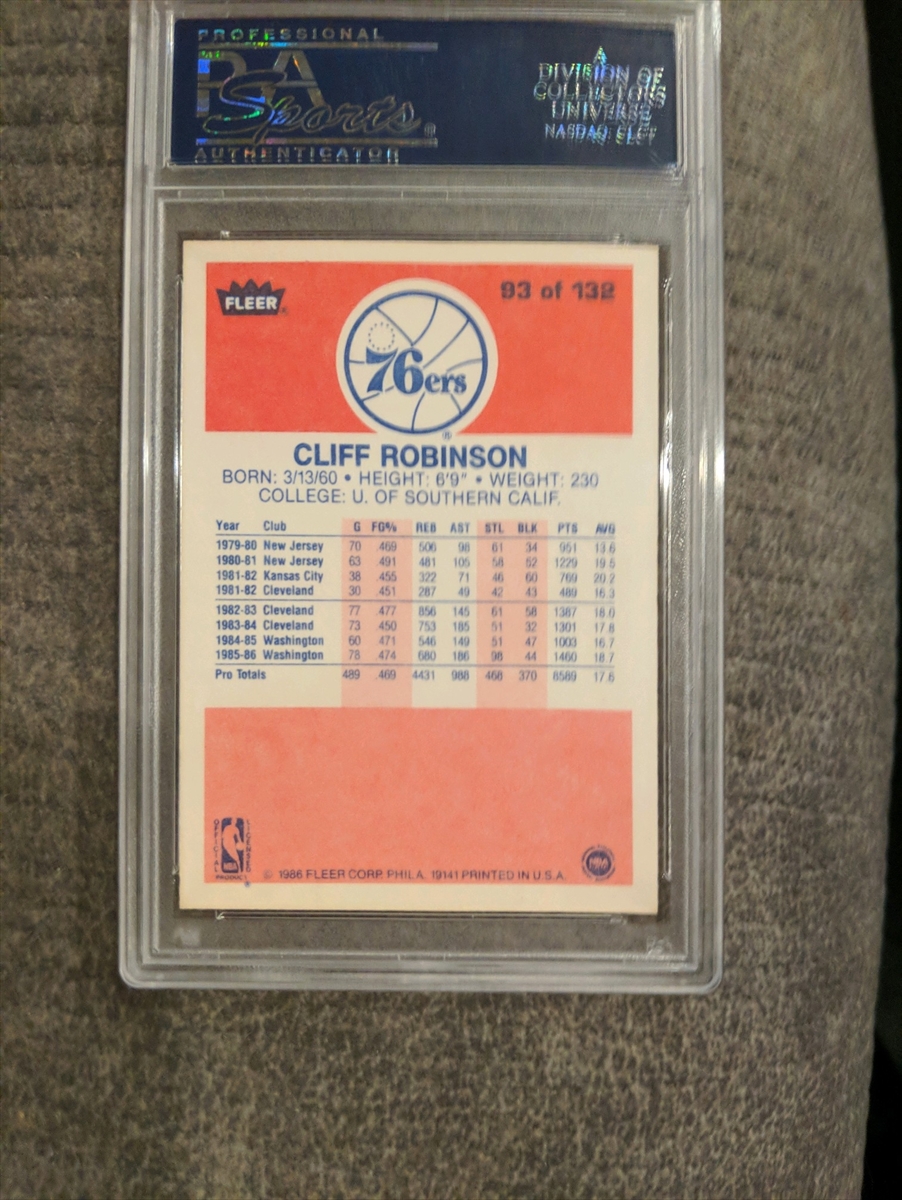 PROFESSIONAL
PSA
Sports®
AUTHENTICATOR
A
DIVISION OF
COLLECTORS
UNIVERSE
NASDAQ: CLCT
FLEER®
93 of 132
76ers
®
CLIFF ROBINSON
BORN: 3/13/60 • HEIGHT: 6'9" • WEIGHT: 230
COLLEGE: U. OF SOUTHERN CALIF.
Year Club G FG% REB AST STL BLK PTS AVG
1979-80 New Jersey 70 .469 506 98 61 34 951 13.6
1980-81 New Jersey 63 .491 481 105 58 52 1229 19.5
1981-82 Kansas City 38 .455 322 71 46 60 769 20.2
1981-82 Cleveland 30 .451 287 49 42 43 489 16.3
1982-83 Cleveland 77 .477 856 145 61 58 1387 18.0
1983-84 Cleveland 73 .450 753 185 51 32 1301 17.8
1984-85 Washington 60 .471 546 149 51 47 1003 16.7
1985-86 Washington 78 .474 680 186 98 44 1460 18.7
Pro Totals 489 .469 4431 988 468 370 8589 17.6
OFFICIAL
LICENSED
NBA
PRODUCT
®
© 1986 FLEER CORP. PHILA. 19141 PRINTED IN U.S.A.
NBA